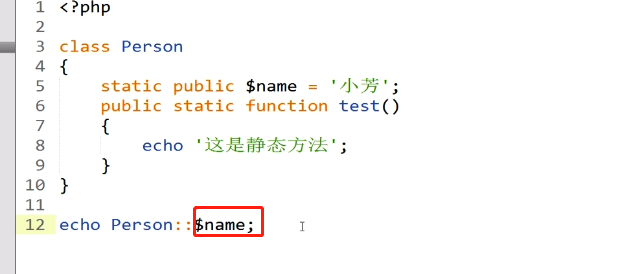 1 <?php
2
3 class Person
4 {
5 static public $name = '小芳';
6 public static function test()
7 {
8 echo '这是静态方法';
9 }
10 }
11
12 echo Person::$name;